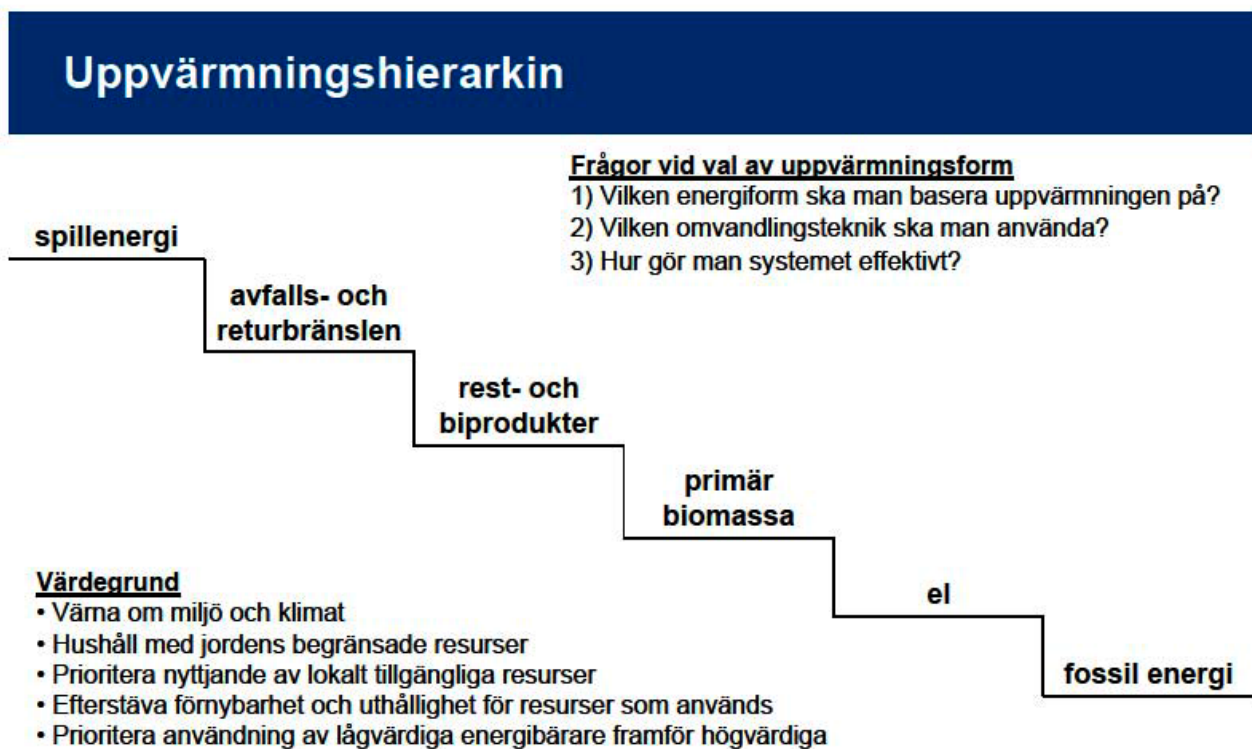 Uppvärmningshierarkin
Frågor vid val av uppvärmningsform
1) Vilken energiform ska man basera uppvärmningen på?
2) Vilken omvandlingsteknik ska man använda?
3) Hur gör man systemet effektivt?
spillenergi
avfalls- och
returbränslen
rest- och
biprodukter
primär
biomassa
el
fossil energi
Värdegrund
• Värna om miljö och klimat
• Hushåll med jordens begränsade resurser
• Prioritera nyttjande av lokalt tillgängliga resurser
• Efterstäva förnybarhet och uthållighet för resurser som används
• Prioritera användning av lågvärdiga energibärare framför högvärdiga